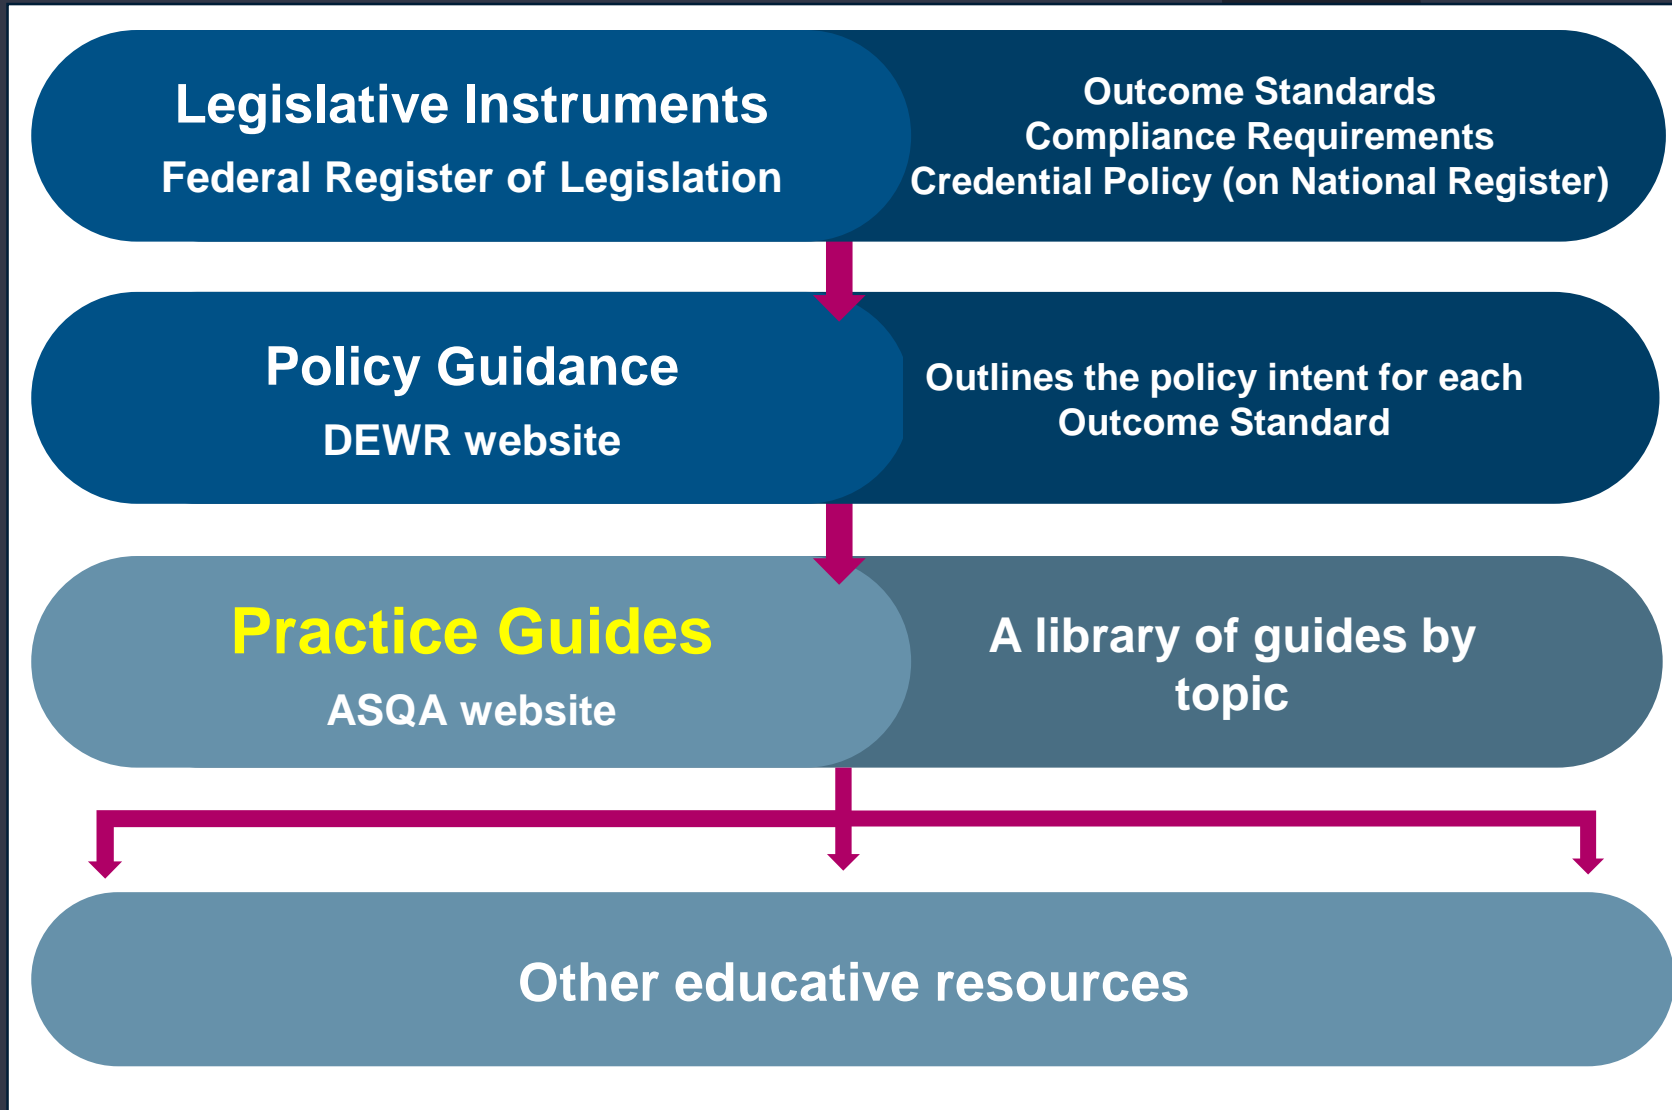 Legislative Instruments
Federal Register of Legislation
Outcome Standards
Compliance Requirements
Credential Policy (on National Register)
Policy Guidance
DEWR website
Outlines the policy intent for each
Outcome Standard
Practice Guides
ASQA website
A library of guides by
topic
Other educative resources